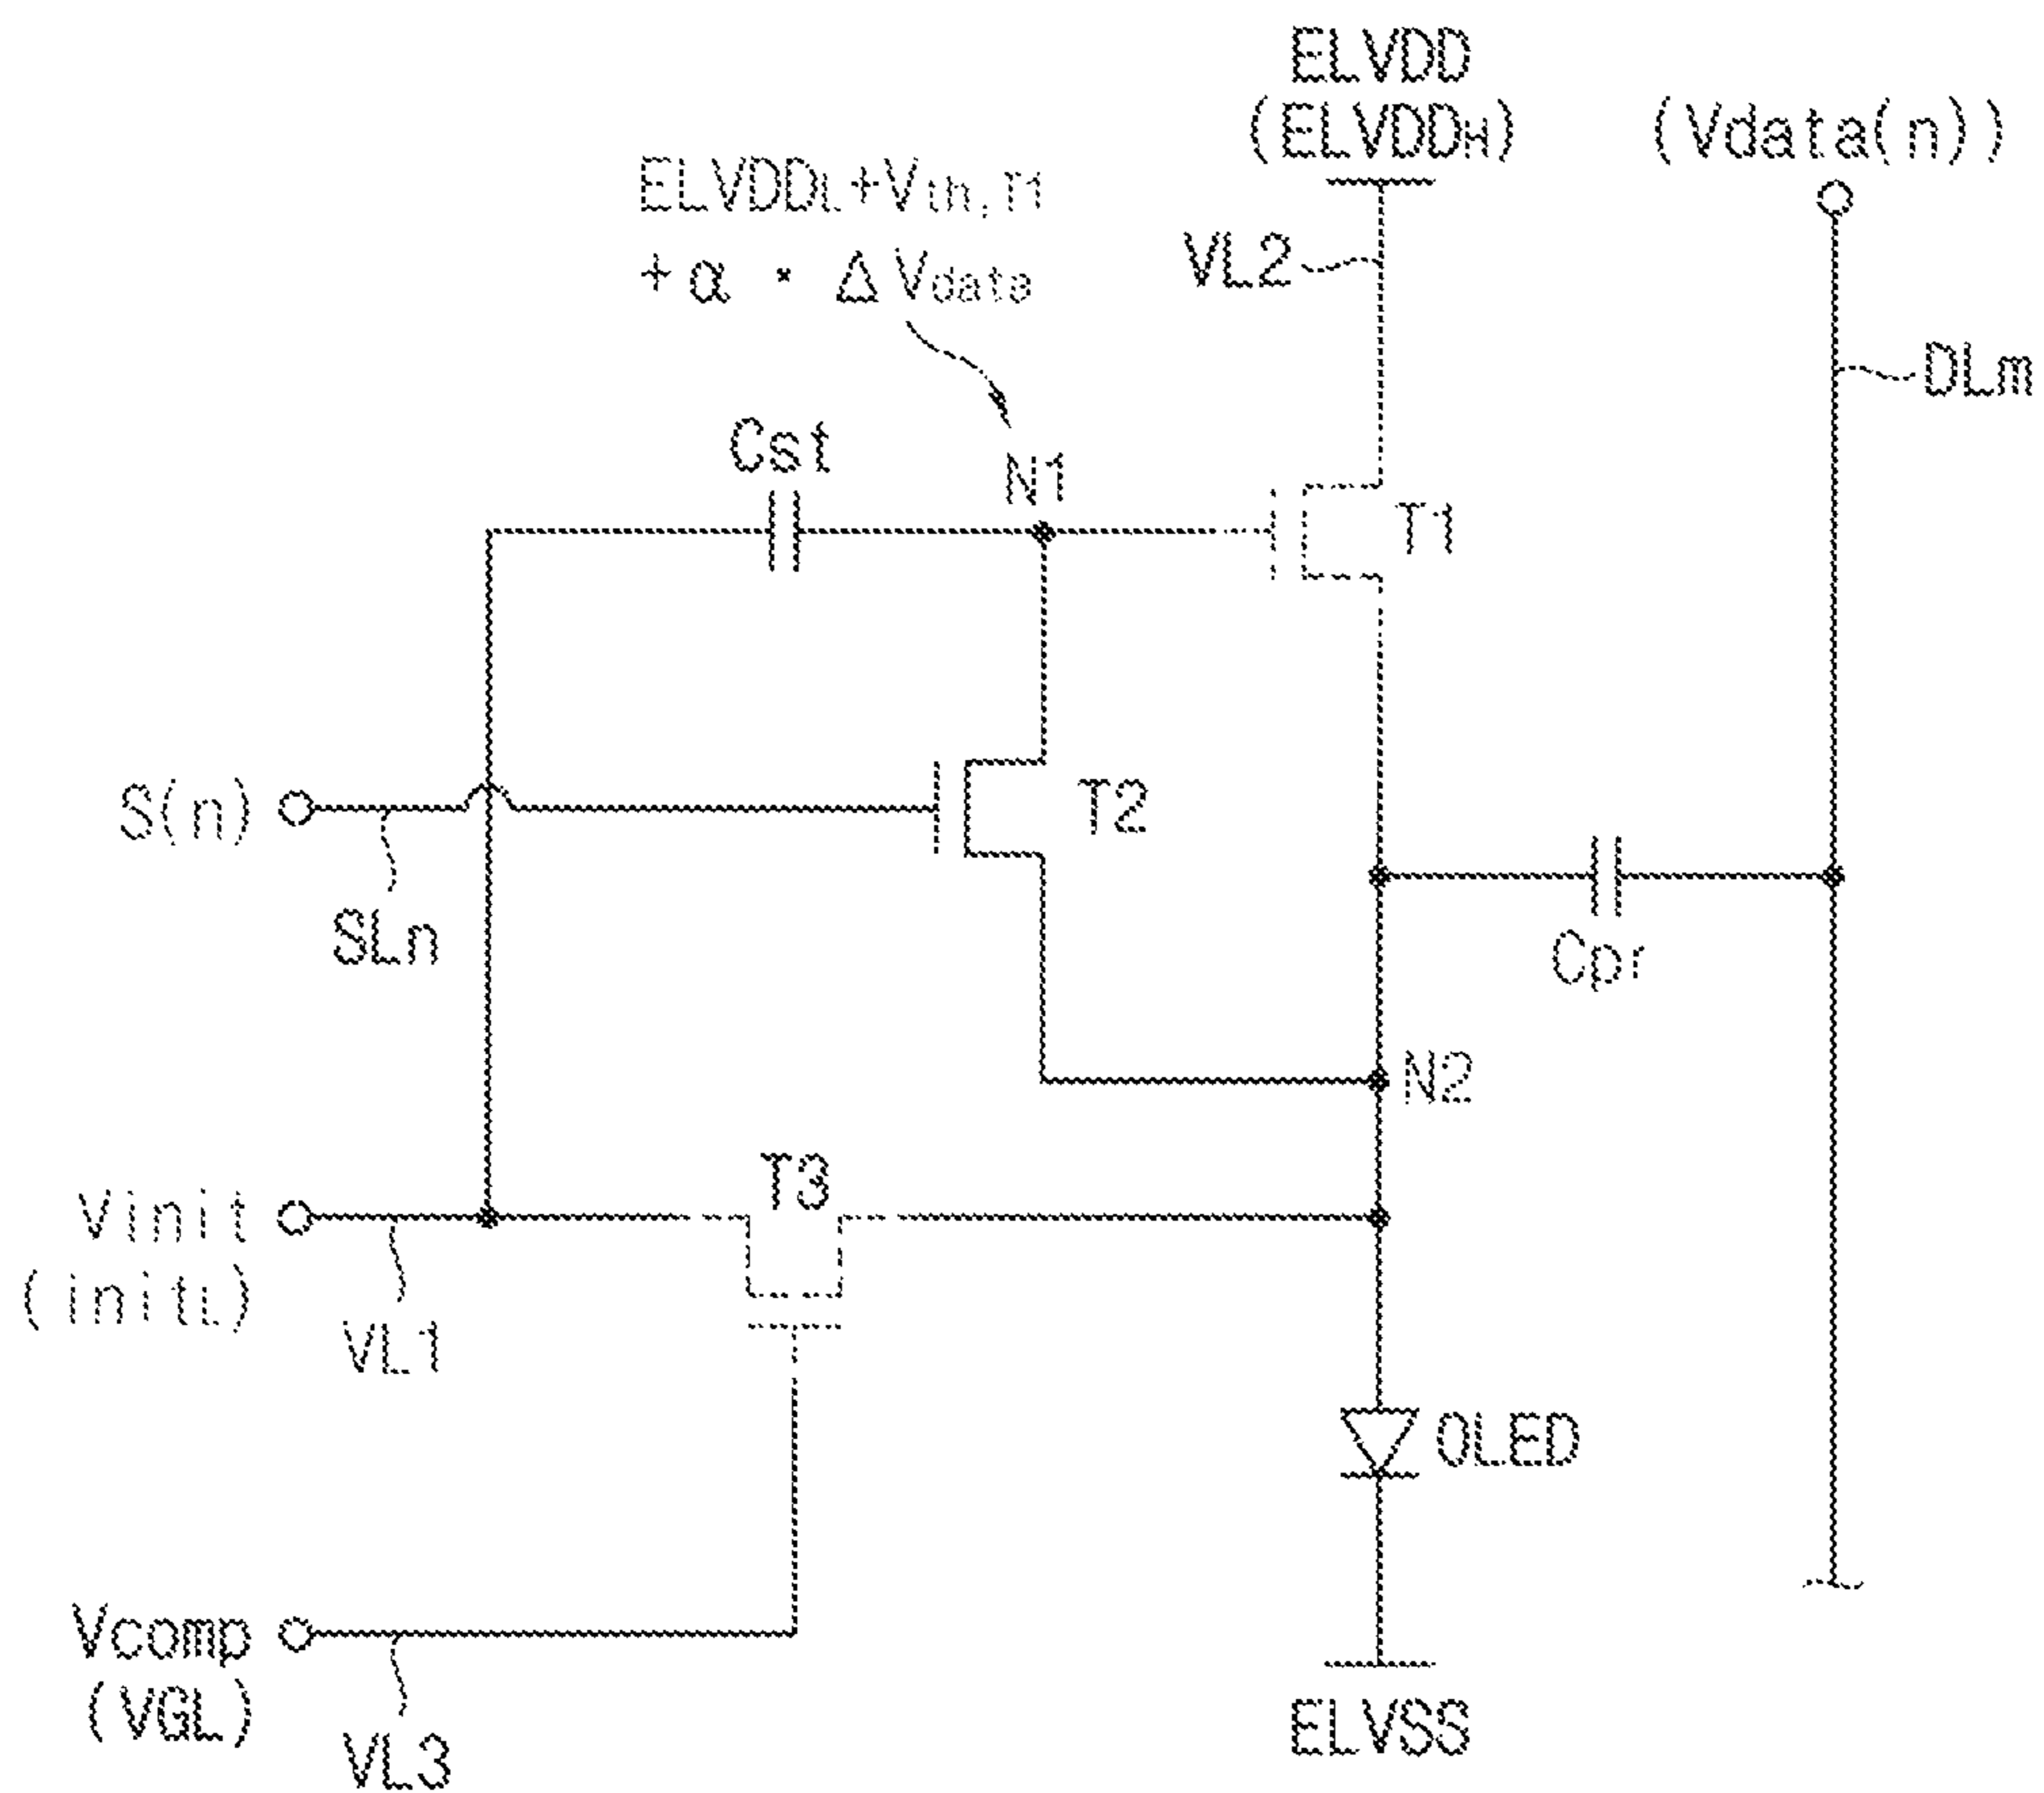 ELVDD
(ELVDDH)
(Vdata(n))
ELVDDL+Vth,T1
+α・ΔVdata
VL2
DLm
Cst
N1
T1
S(n)
T2
SLn
Cpr
N2
T3
Vinit
(initL)
VL1
OLED
Vcomp
(VGL)
VL3
ELVSS